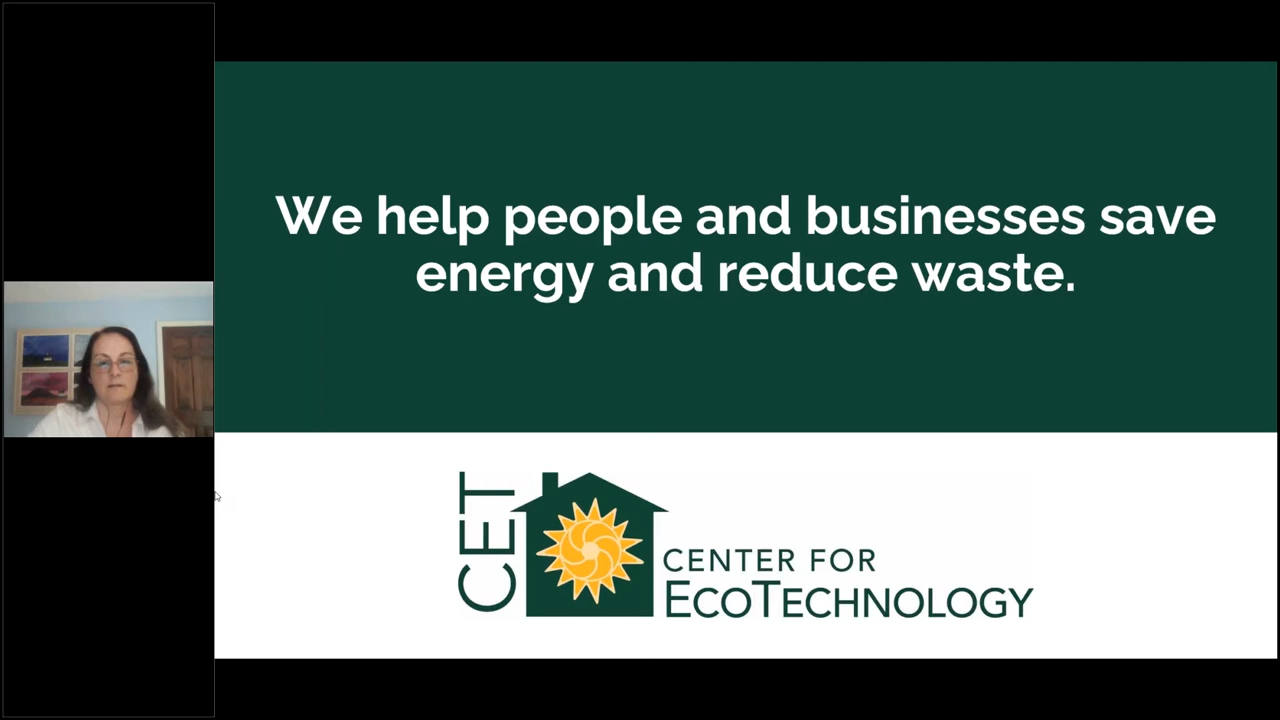 We help people and businesses save
energy and reduce waste.
CET
CENTER FOR
ECOTECHNOLOGY